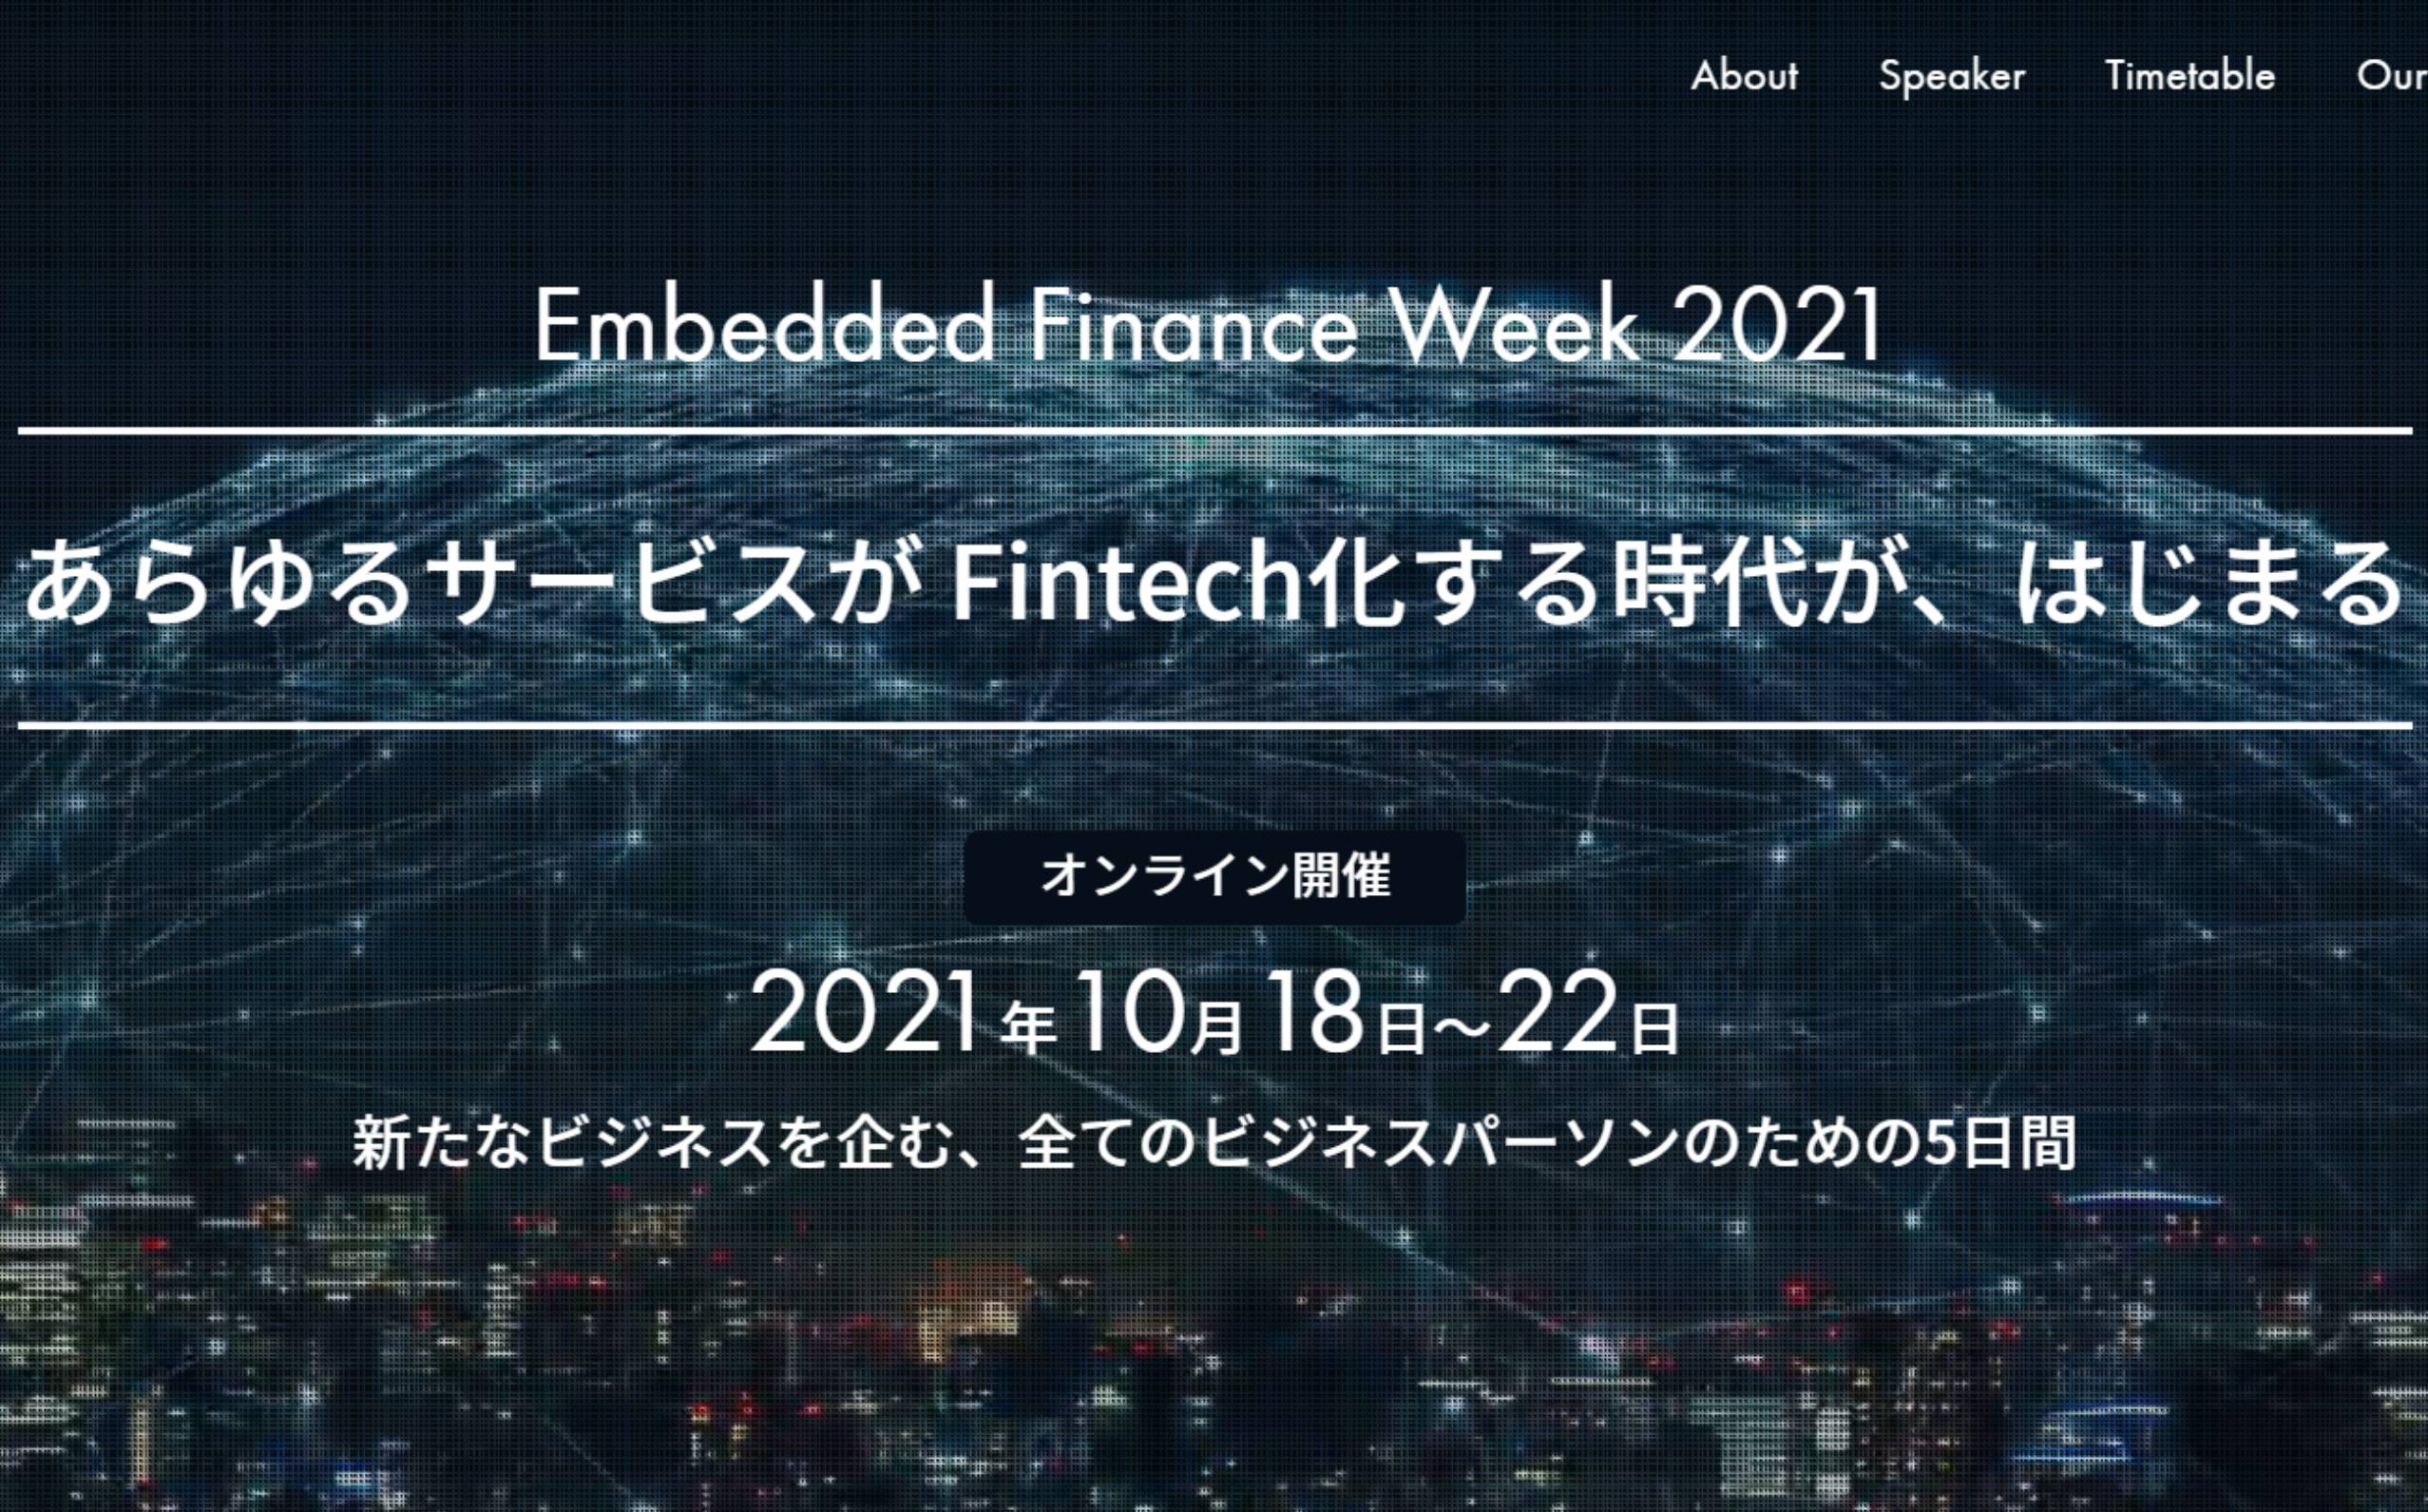 About Speaker Timetable Our
Embedded Finance Week 2021
あらゆるサービスが Fintech化する時代が、はじまる
オンライン開催
2021年10月18日〜22日
新たなビジネスを企む、全てのビジネスパーソンのための5日間